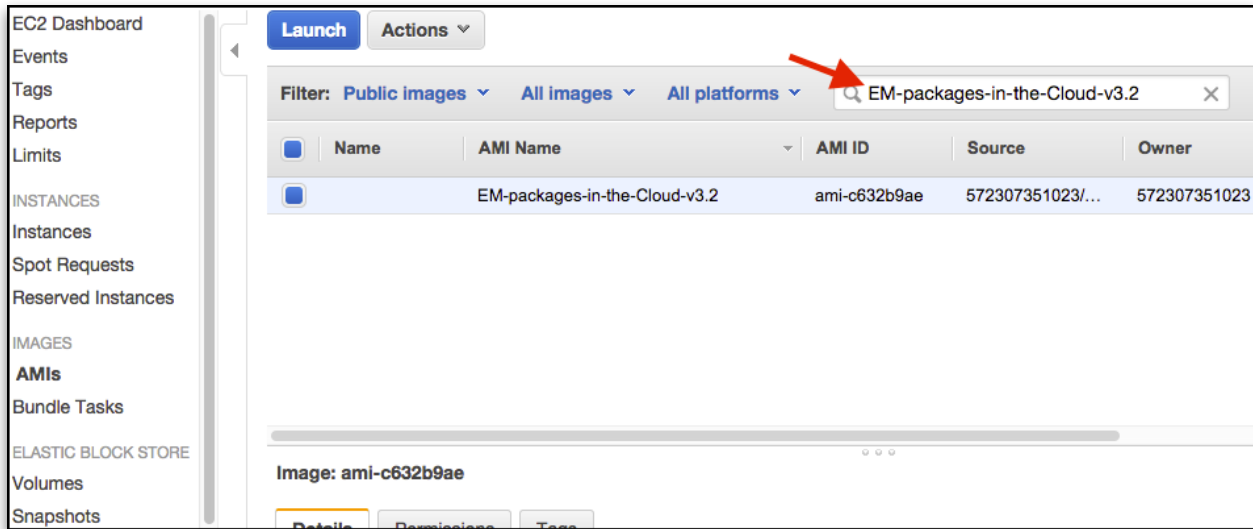 EC2 Dashboard
Events
Tags
Reports
Limits
INSTANCES
Instances
Spot Requests
Reserved Instances
IMAGES
AMIs
Bundle Tasks
ELASTIC BLOCK STORE
Volumes
Snapshots
Launch Actions
Filter: Public images All images All platforms EM-packages-in-the-Cloud-v3.2
Name AMI Name AMI ID Source Owner
EM-packages-in-the-Cloud-v3.2 ami-c632b9ae 572307351023/... 572307351023
Image: ami-c632b9ae
Details Permissions Tags